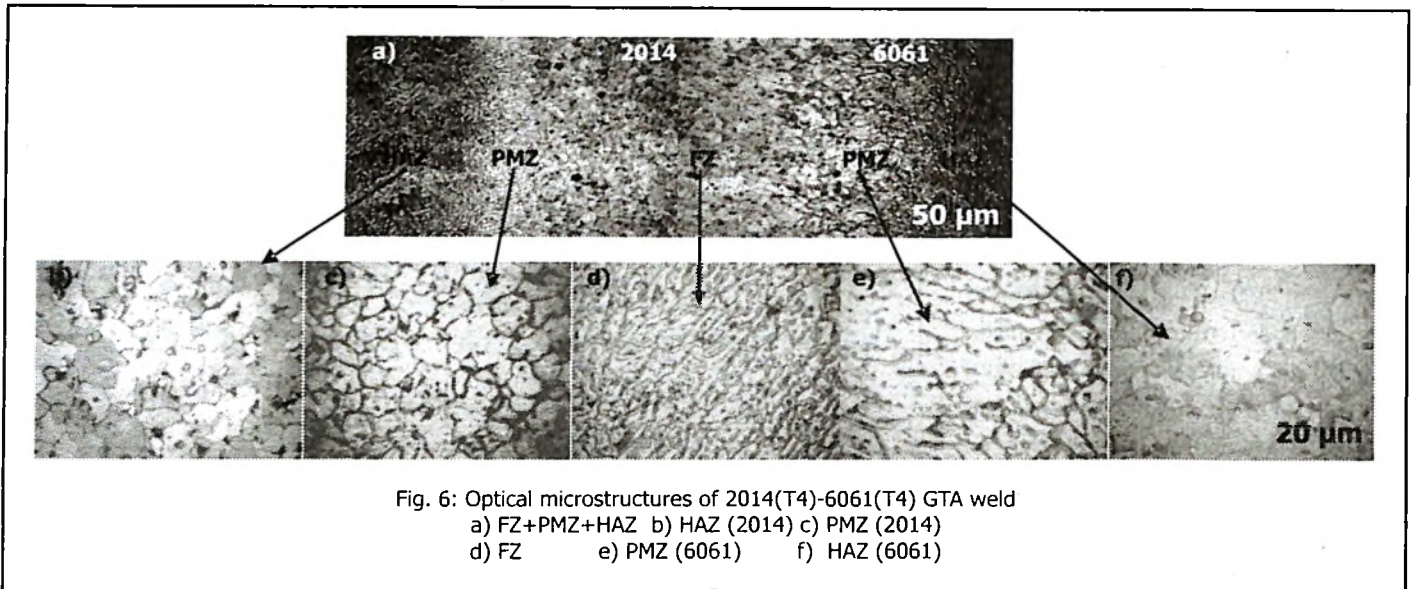 a) 2014 6061
HAZ PMZ FZ PMZ
50 µm
c) d) e) f)
20 µm
Fig. 6: Optical microstructures of 2014(T4)-6061(T4) GTA weld
a) FZ+PMZ+HAZ b) HAZ (2014) c) PMZ (2014)
d) FZ e) PMZ (6061) f) HAZ (6061)